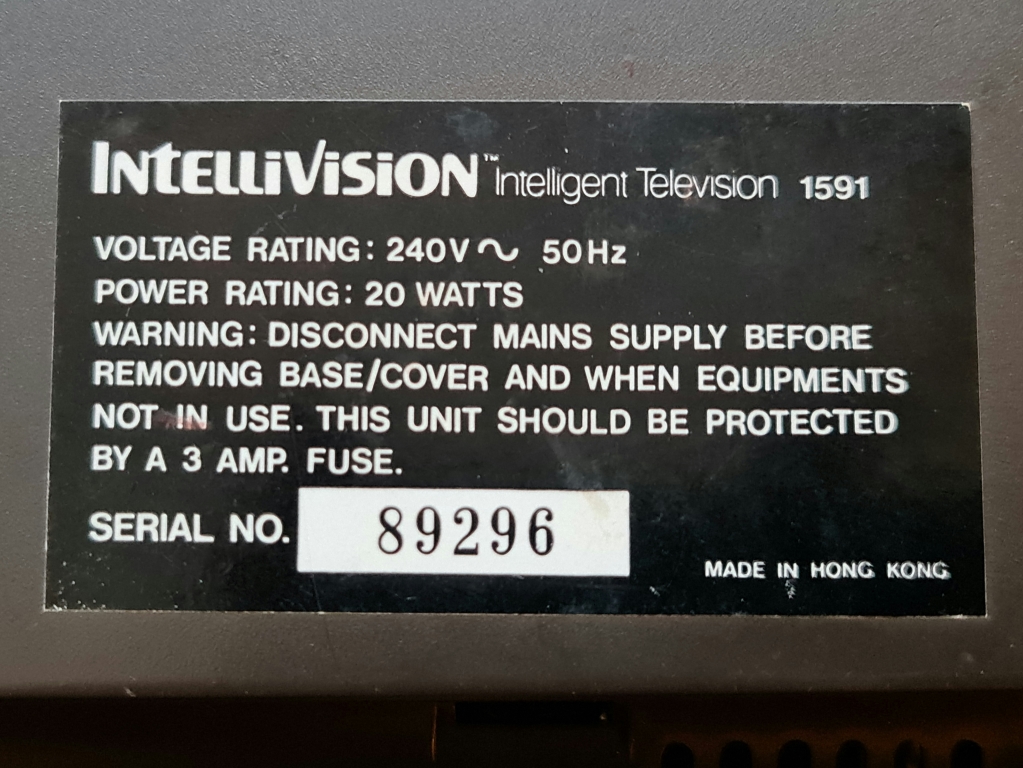 INTELLIVISION™ Intelligent Television 1591
VOLTAGE RATING: 240V ∿ 50Hz
POWER RATING: 20 WATTS
WARNING: DISCONNECT MAINS SUPPLY BEFORE
REMOVING BASE/COVER AND WHEN EQUIPMENTS
NOT IN USE. THIS UNIT SHOULD BE PROTECTED
BY A 3 AMP. FUSE.
SERIAL NO. 89296
MADE IN HONG KONG